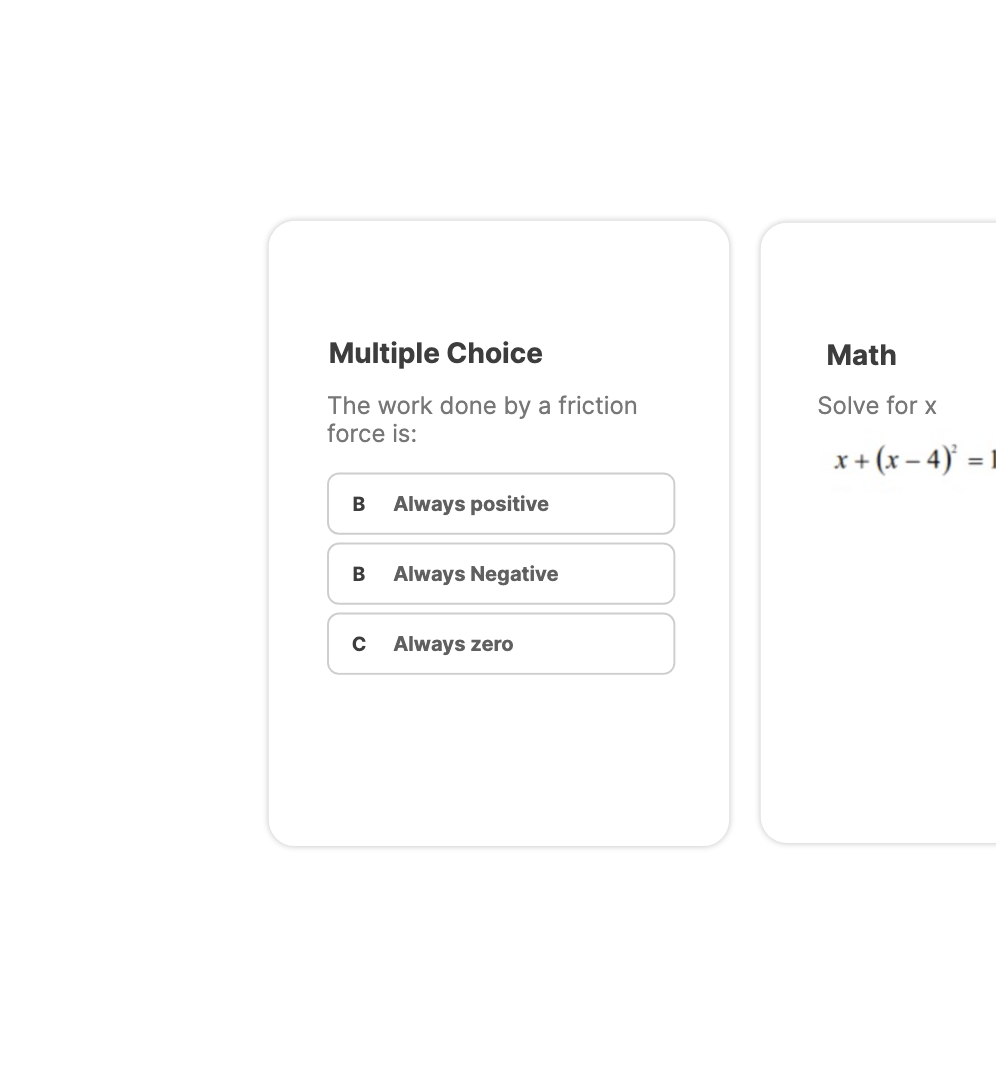 Multiple Choice
The work done by a friction
force is:
B Always positive
B Always Negative
C Always zero
Math
Solve for x
x + (x – 4)² =